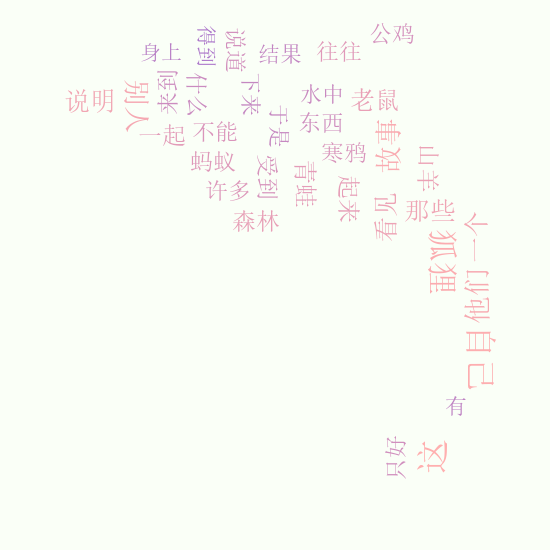 公鸡
得到
说道
身上
结果
往往
回来
什么
下来
水中
说明
别人
老鼠
于是
东西
一起
不能
故事
寒鸦
蚂蚁
受到
青蛙
山羊
许多
起来
看见
那些
森林
一个
狐狸
他们
自己
有
只好
这